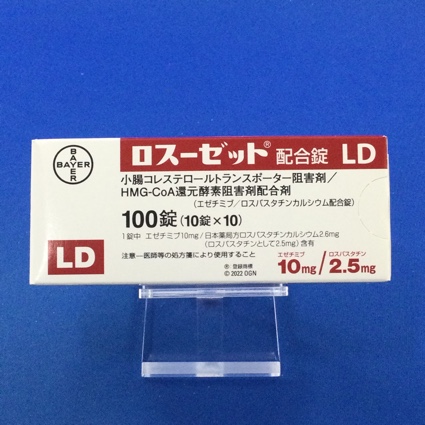 BAYER
BAYER
ロスーゼット® 配合錠 LD
小腸コレステロールトランスポーター阻害剤/
HMG-CoA還元酵素阻害剤配合剤
(エゼチミブ/ロスバスタチンカルシウム配合錠)
100錠(10錠×10)
1錠中 エゼチミブ10mg/日本薬局方ロスバスタチンカルシウム2.6mg
(ロスバスタチンとして2.5mg)含有
注意-医師等の処方箋により使用すること
LD
® 登録商標
© 2022 OGN
エゼチミブ ロスバスタチン
10mg/2.5mg